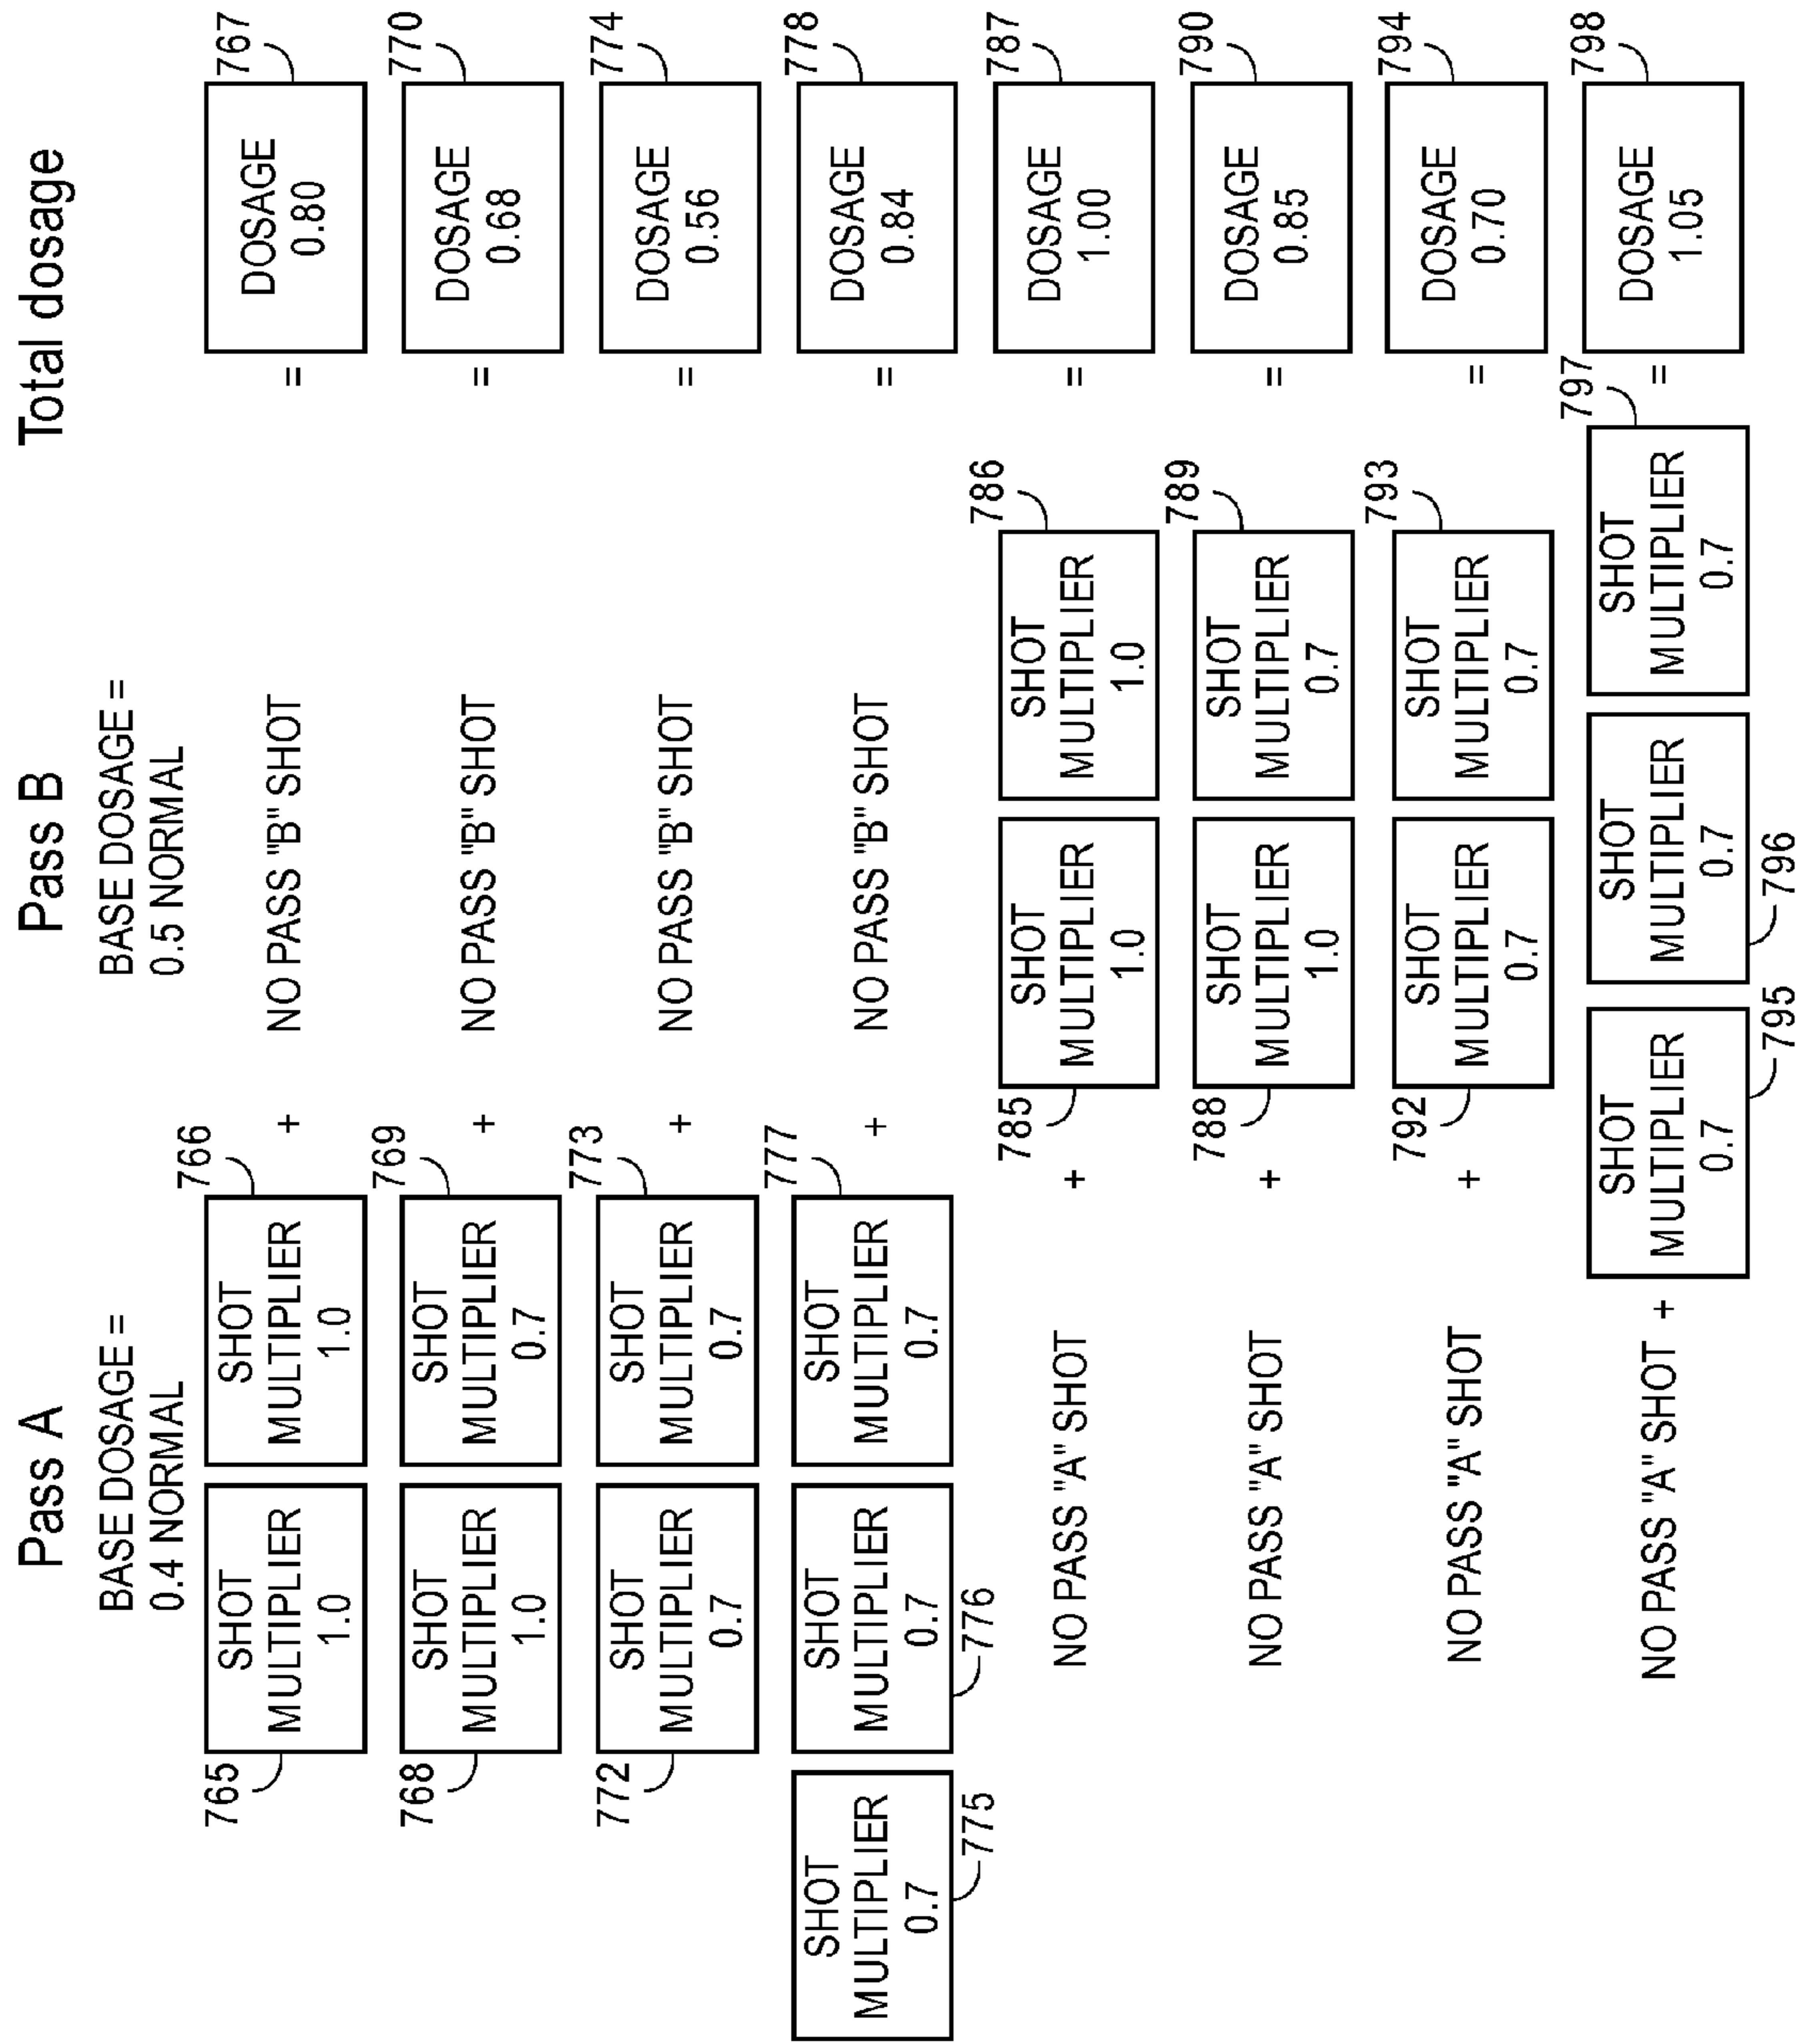 Pass A
Pass B
Total dosage
BASE DOSAGE =
0.4 NORMAL
BASE DOSAGE =
0.5 NORMAL
765
SHOT
MULTIPLIER
1.0
SHOT
MULTIPLIER
1.0
766
+
NO PASS "B" SHOT
=
DOSAGE
0.80
767
768
SHOT
MULTIPLIER
1.0
SHOT
MULTIPLIER
0.7
769
+
NO PASS "B" SHOT
=
DOSAGE
0.68
770
772
SHOT
MULTIPLIER
0.7
SHOT
MULTIPLIER
0.7
773
+
NO PASS "B" SHOT
=
DOSAGE
0.56
774
SHOT
MULTIPLIER
0.7
775
SHOT
MULTIPLIER
0.7
776
SHOT
MULTIPLIER
0.7
777
+
NO PASS "B" SHOT
=
DOSAGE
0.84
778
NO PASS "A" SHOT
+
785
SHOT
MULTIPLIER
1.0
SHOT
MULTIPLIER
1.0
786
=
DOSAGE
1.00
787
NO PASS "A" SHOT
+
788
SHOT
MULTIPLIER
1.0
SHOT
MULTIPLIER
0.7
789
=
DOSAGE
0.85
790
NO PASS "A" SHOT
+
792
SHOT
MULTIPLIER
0.7
SHOT
MULTIPLIER
0.7
793
=
DOSAGE
0.70
794
NO PASS "A" SHOT +
SHOT
MULTIPLIER
0.7
795
SHOT
MULTIPLIER
0.7
796
SHOT
MULTIPLIER
0.7
797
=
DOSAGE
1.05
798